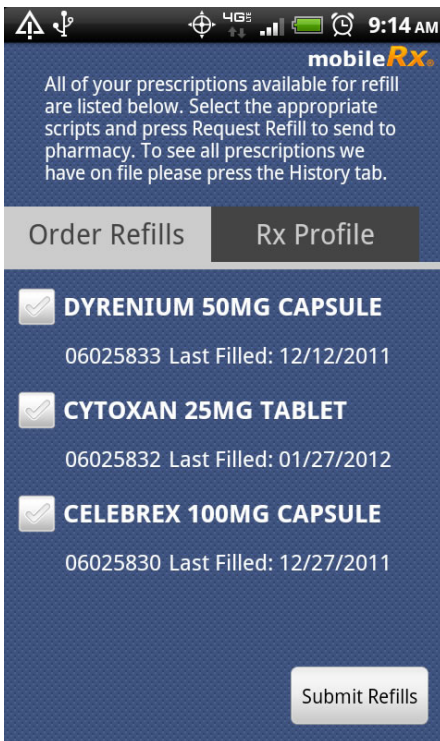 4G
9:14 AM
mobileRx
All of your prescriptions available for refill
are listed below. Select the appropriate
scripts and press Request Refill to send to
pharmacy. To see all prescriptions we
have on file please press the History tab.
Order Refills Rx Profile
DYRENIUM 50MG CAPSULE
06025833 Last Filled: 12/12/2011
CYTOXAN 25MG TABLET
06025832 Last Filled: 01/27/2012
CELEBREX 100MG CAPSULE
06025830 Last Filled: 12/27/2011
Submit Refills